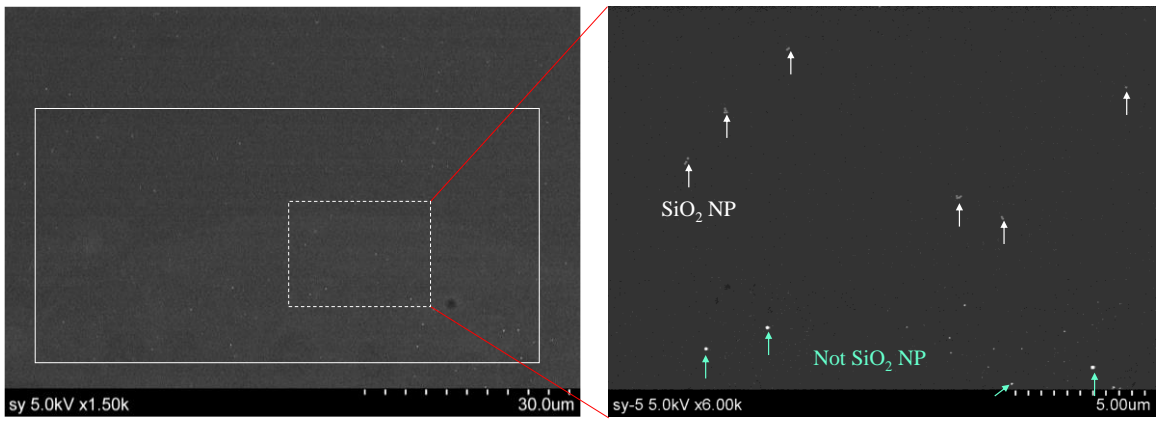 SiO₂ NP
Not SiO₂ NP
sy 5.0kV x1.50k 30.0um
sy-5 5.0kV x6.00k 5.00um